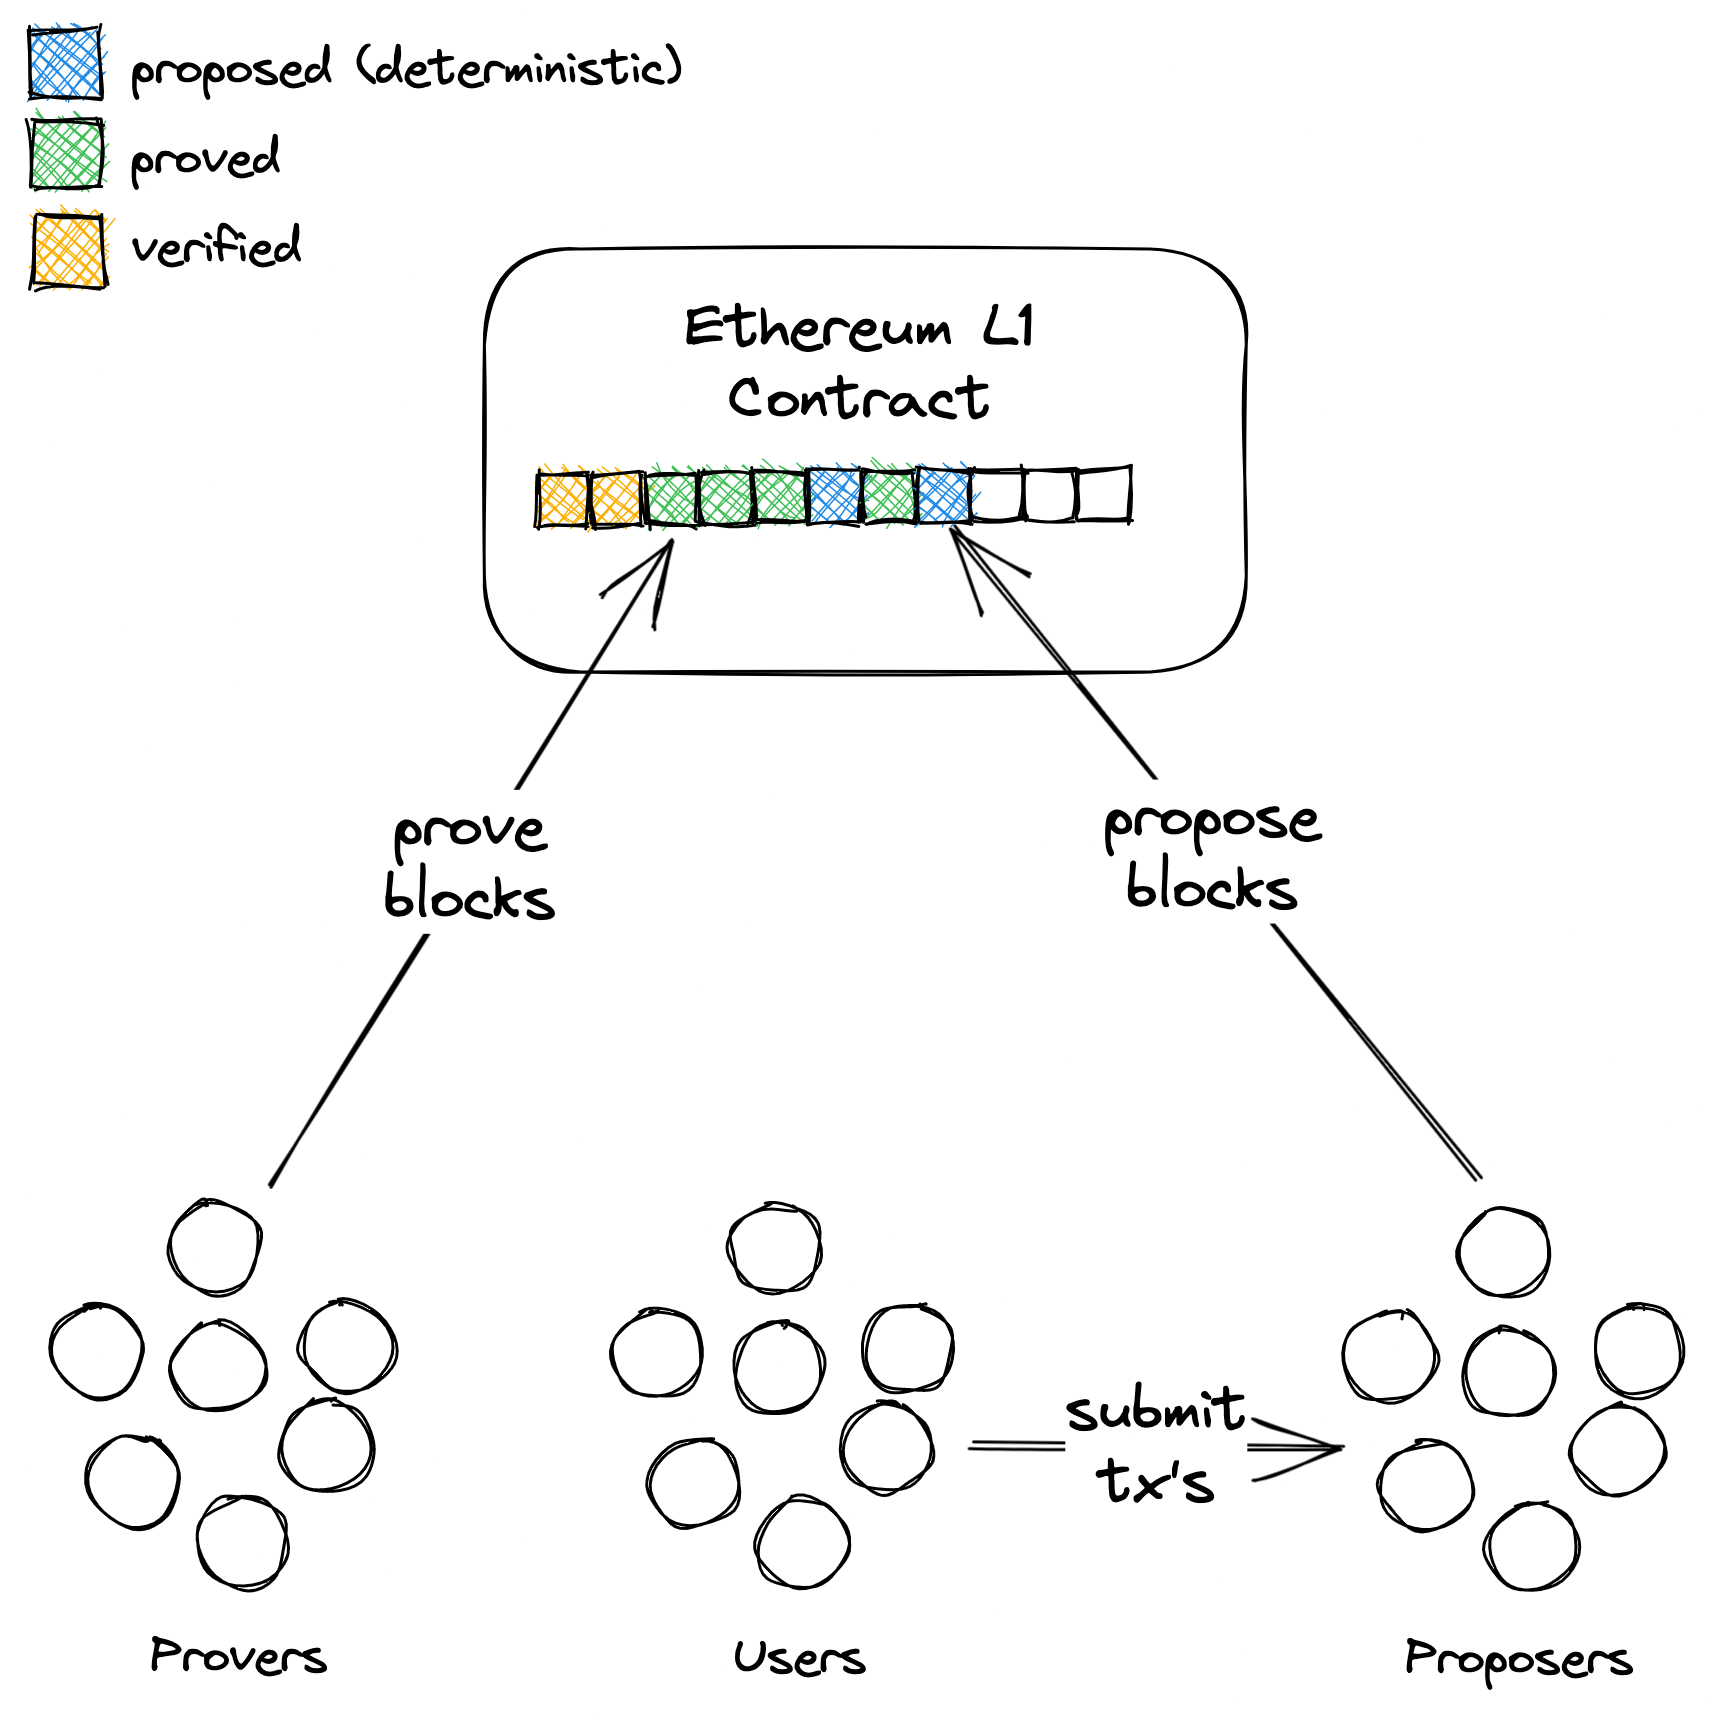 proposed (deterministic)
proved
verified
Ethereum L1
Contract
prove
blocks
propose
blocks
submit
tx's
Provers
Users
Proposers